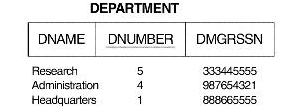 DEPARTMENT
DNAME DNUMBER DMGRSSN
Research 5 333445555
Administration 4 987654321
Headquarters 1 888665555